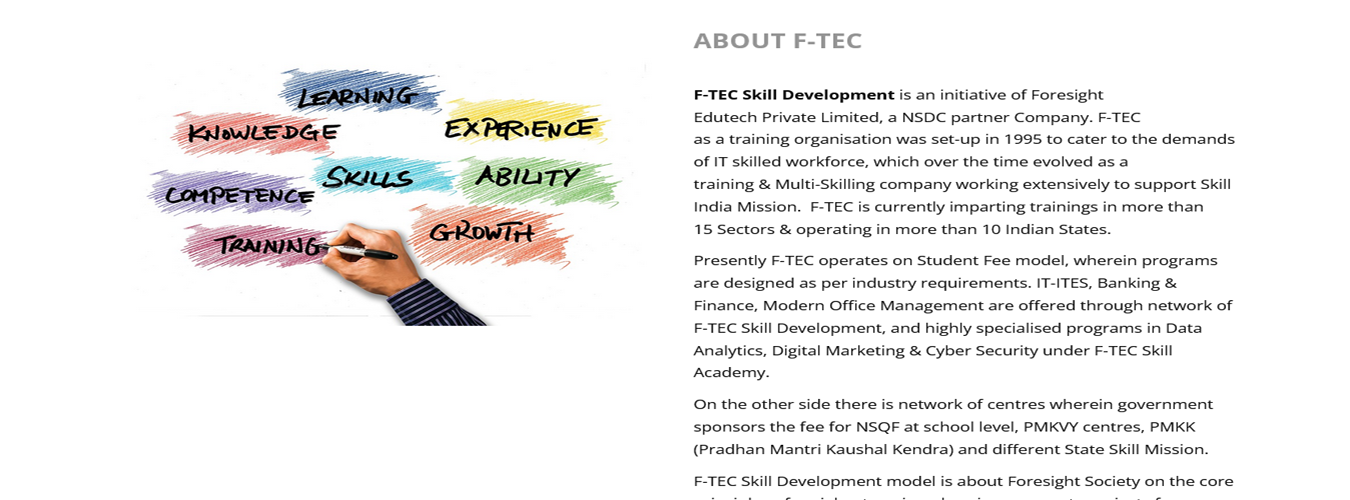 LEARNING
KNOWLEDGE
EXPERIENCE
SKILLS
ABILITY
COMPETENCE
GROWTH
TRAINING
ABOUT F-TEC
F-TEC Skill Development is an initiative of Foresight
Edutech Private Limited, a NSDC partner Company. F-TEC
as a training organisation was set-up in 1995 to cater to the demands
of IT skilled workforce, which over the time evolved as a
training & Multi-Skilling company working extensively to support Skill
India Mission.  F-TEC is currently imparting trainings in more than
15 Sectors & operating in more than 10 Indian States.
Presently F-TEC operates on Student Fee model, wherein programs
are designed as per industry requirements. IT-ITES, Banking &
Finance, Modern Office Management are offered through network of
F-TEC Skill Development, and highly specialised programs in Data
Analytics, Digital Marketing & Cyber Security under F-TEC Skill
Academy.
On the other side there is network of centres wherein government
sponsors the fee for NSQF at school level, PMKVY centres, PMKK
(Pradhan Mantri Kaushal Kendra) and different State Skill Mission.
F-TEC Skill Development model is about Foresight Society on the core